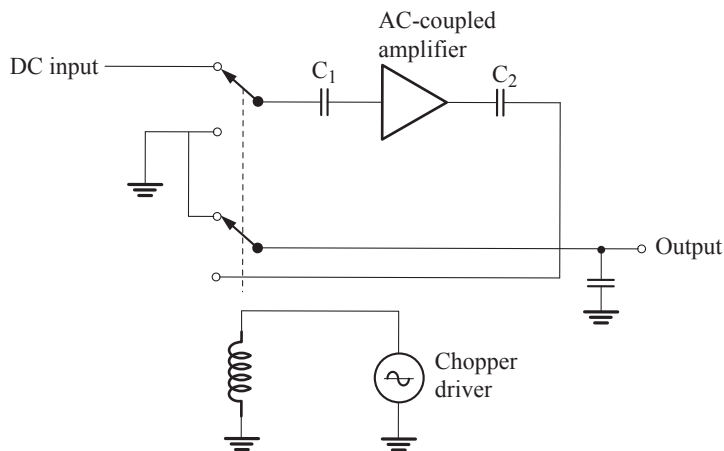 AC-coupled
amplifier
DC input
C1
C2
Output
Chopper
driver